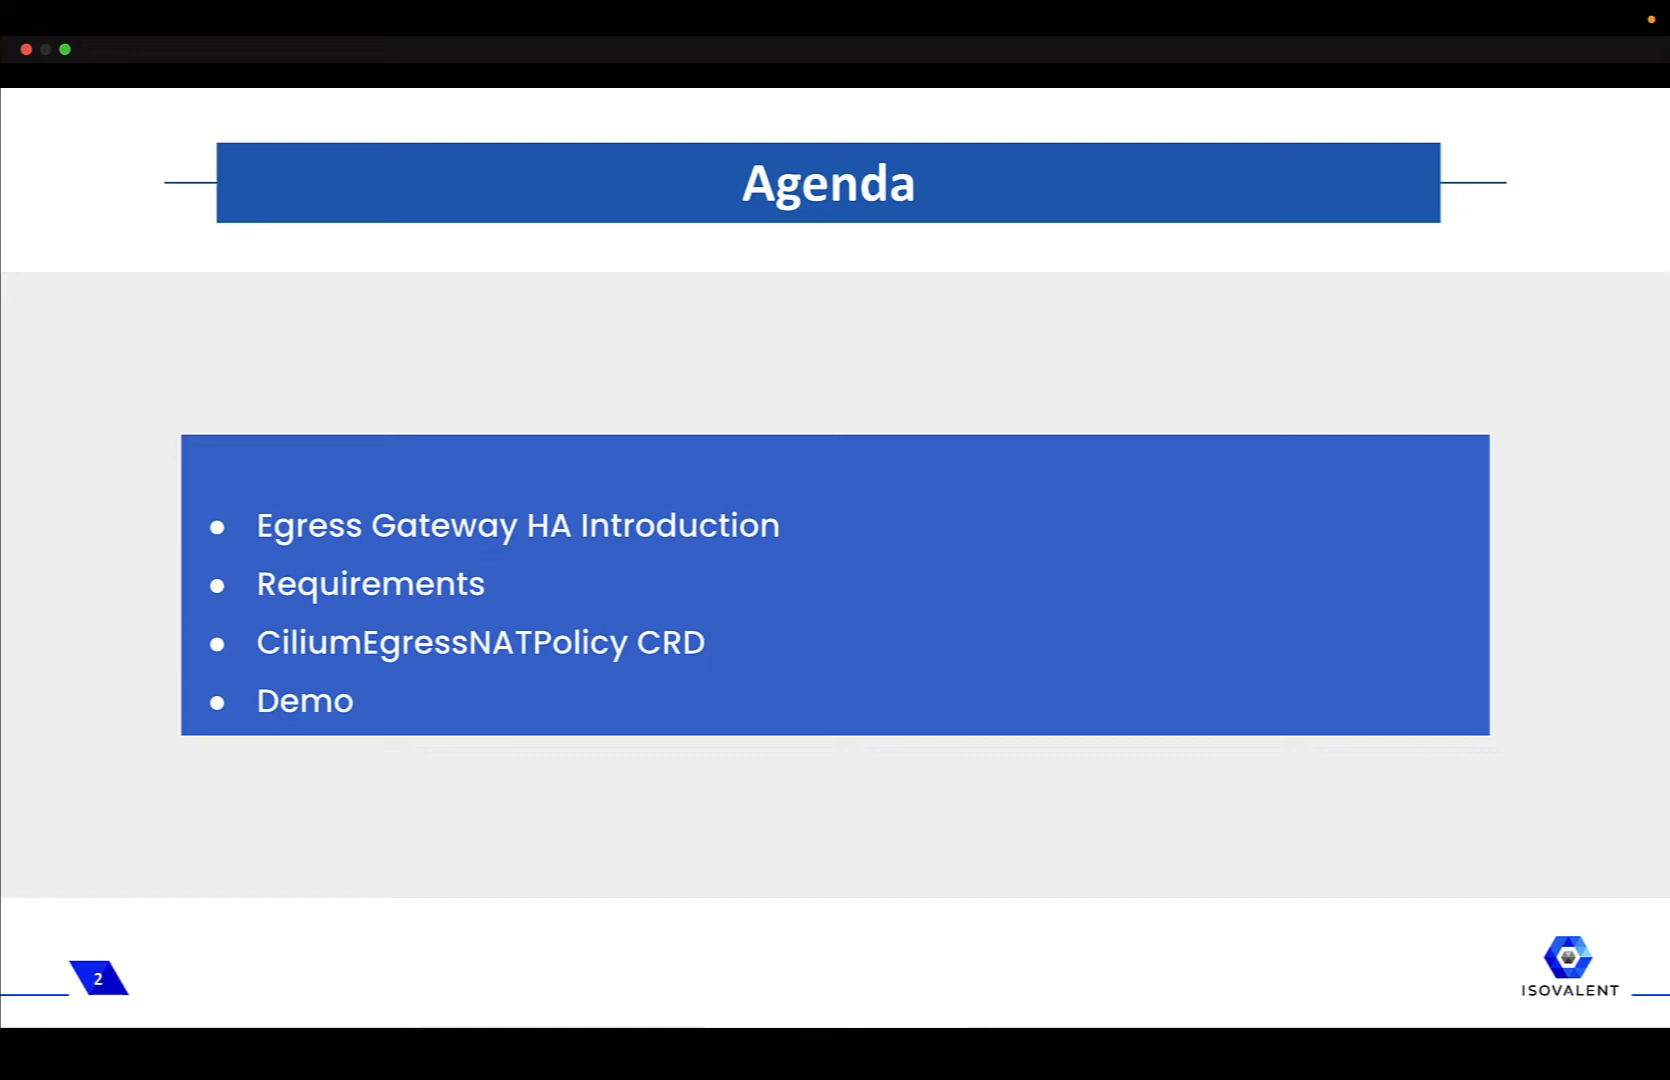 Agenda
● Egress Gateway HA Introduction
● Requirements
● CiliumEgressNATPolicy CRD
● Demo
2
ISOVALENT